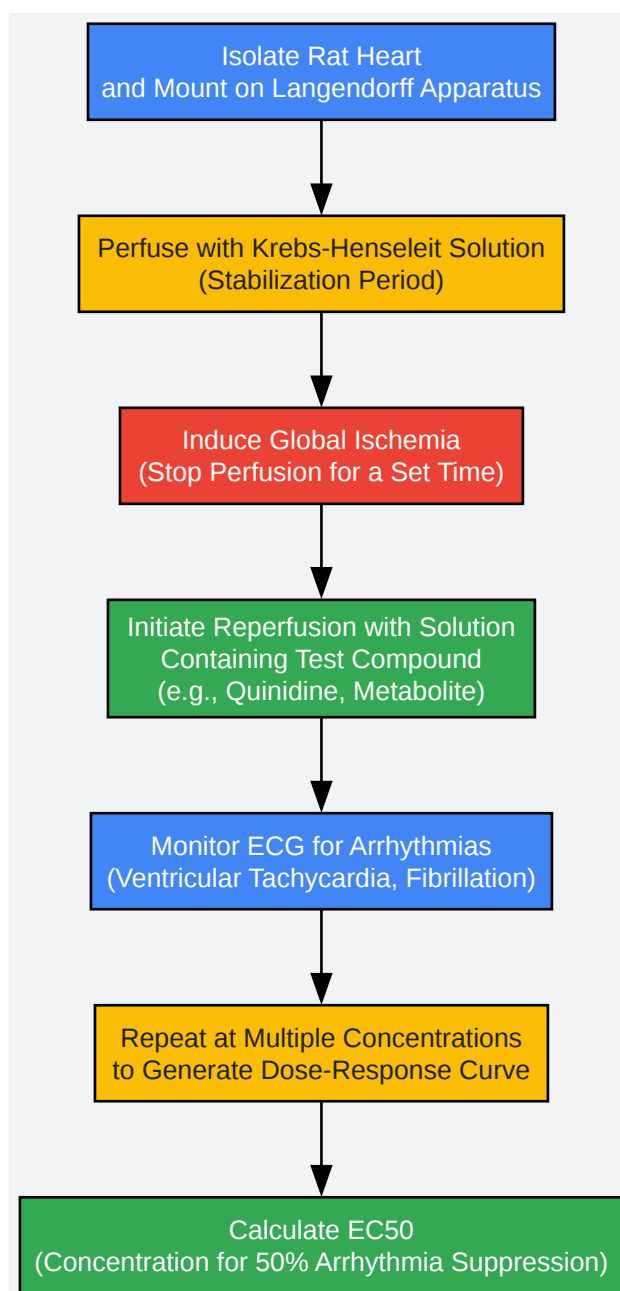 Isolate Rat Heart
and Mount on Langendorff Apparatus
Perfuse with Krebs-Henseleit Solution
(Stabilization Period)
Induce Global Ischemia
(Stop Perfusion for a Set Time)
Initiate Reperfusion with Solution
Containing Test Compound
(e.g., Quinidine, Metabolite)
Monitor ECG for Arrhythmias
(Ventricular Tachycardia, Fibrillation)
Repeat at Multiple Concentrations
to Generate Dose-Response Curve
Calculate EC50
(Concentration for 50% Arrhythmia Suppression)